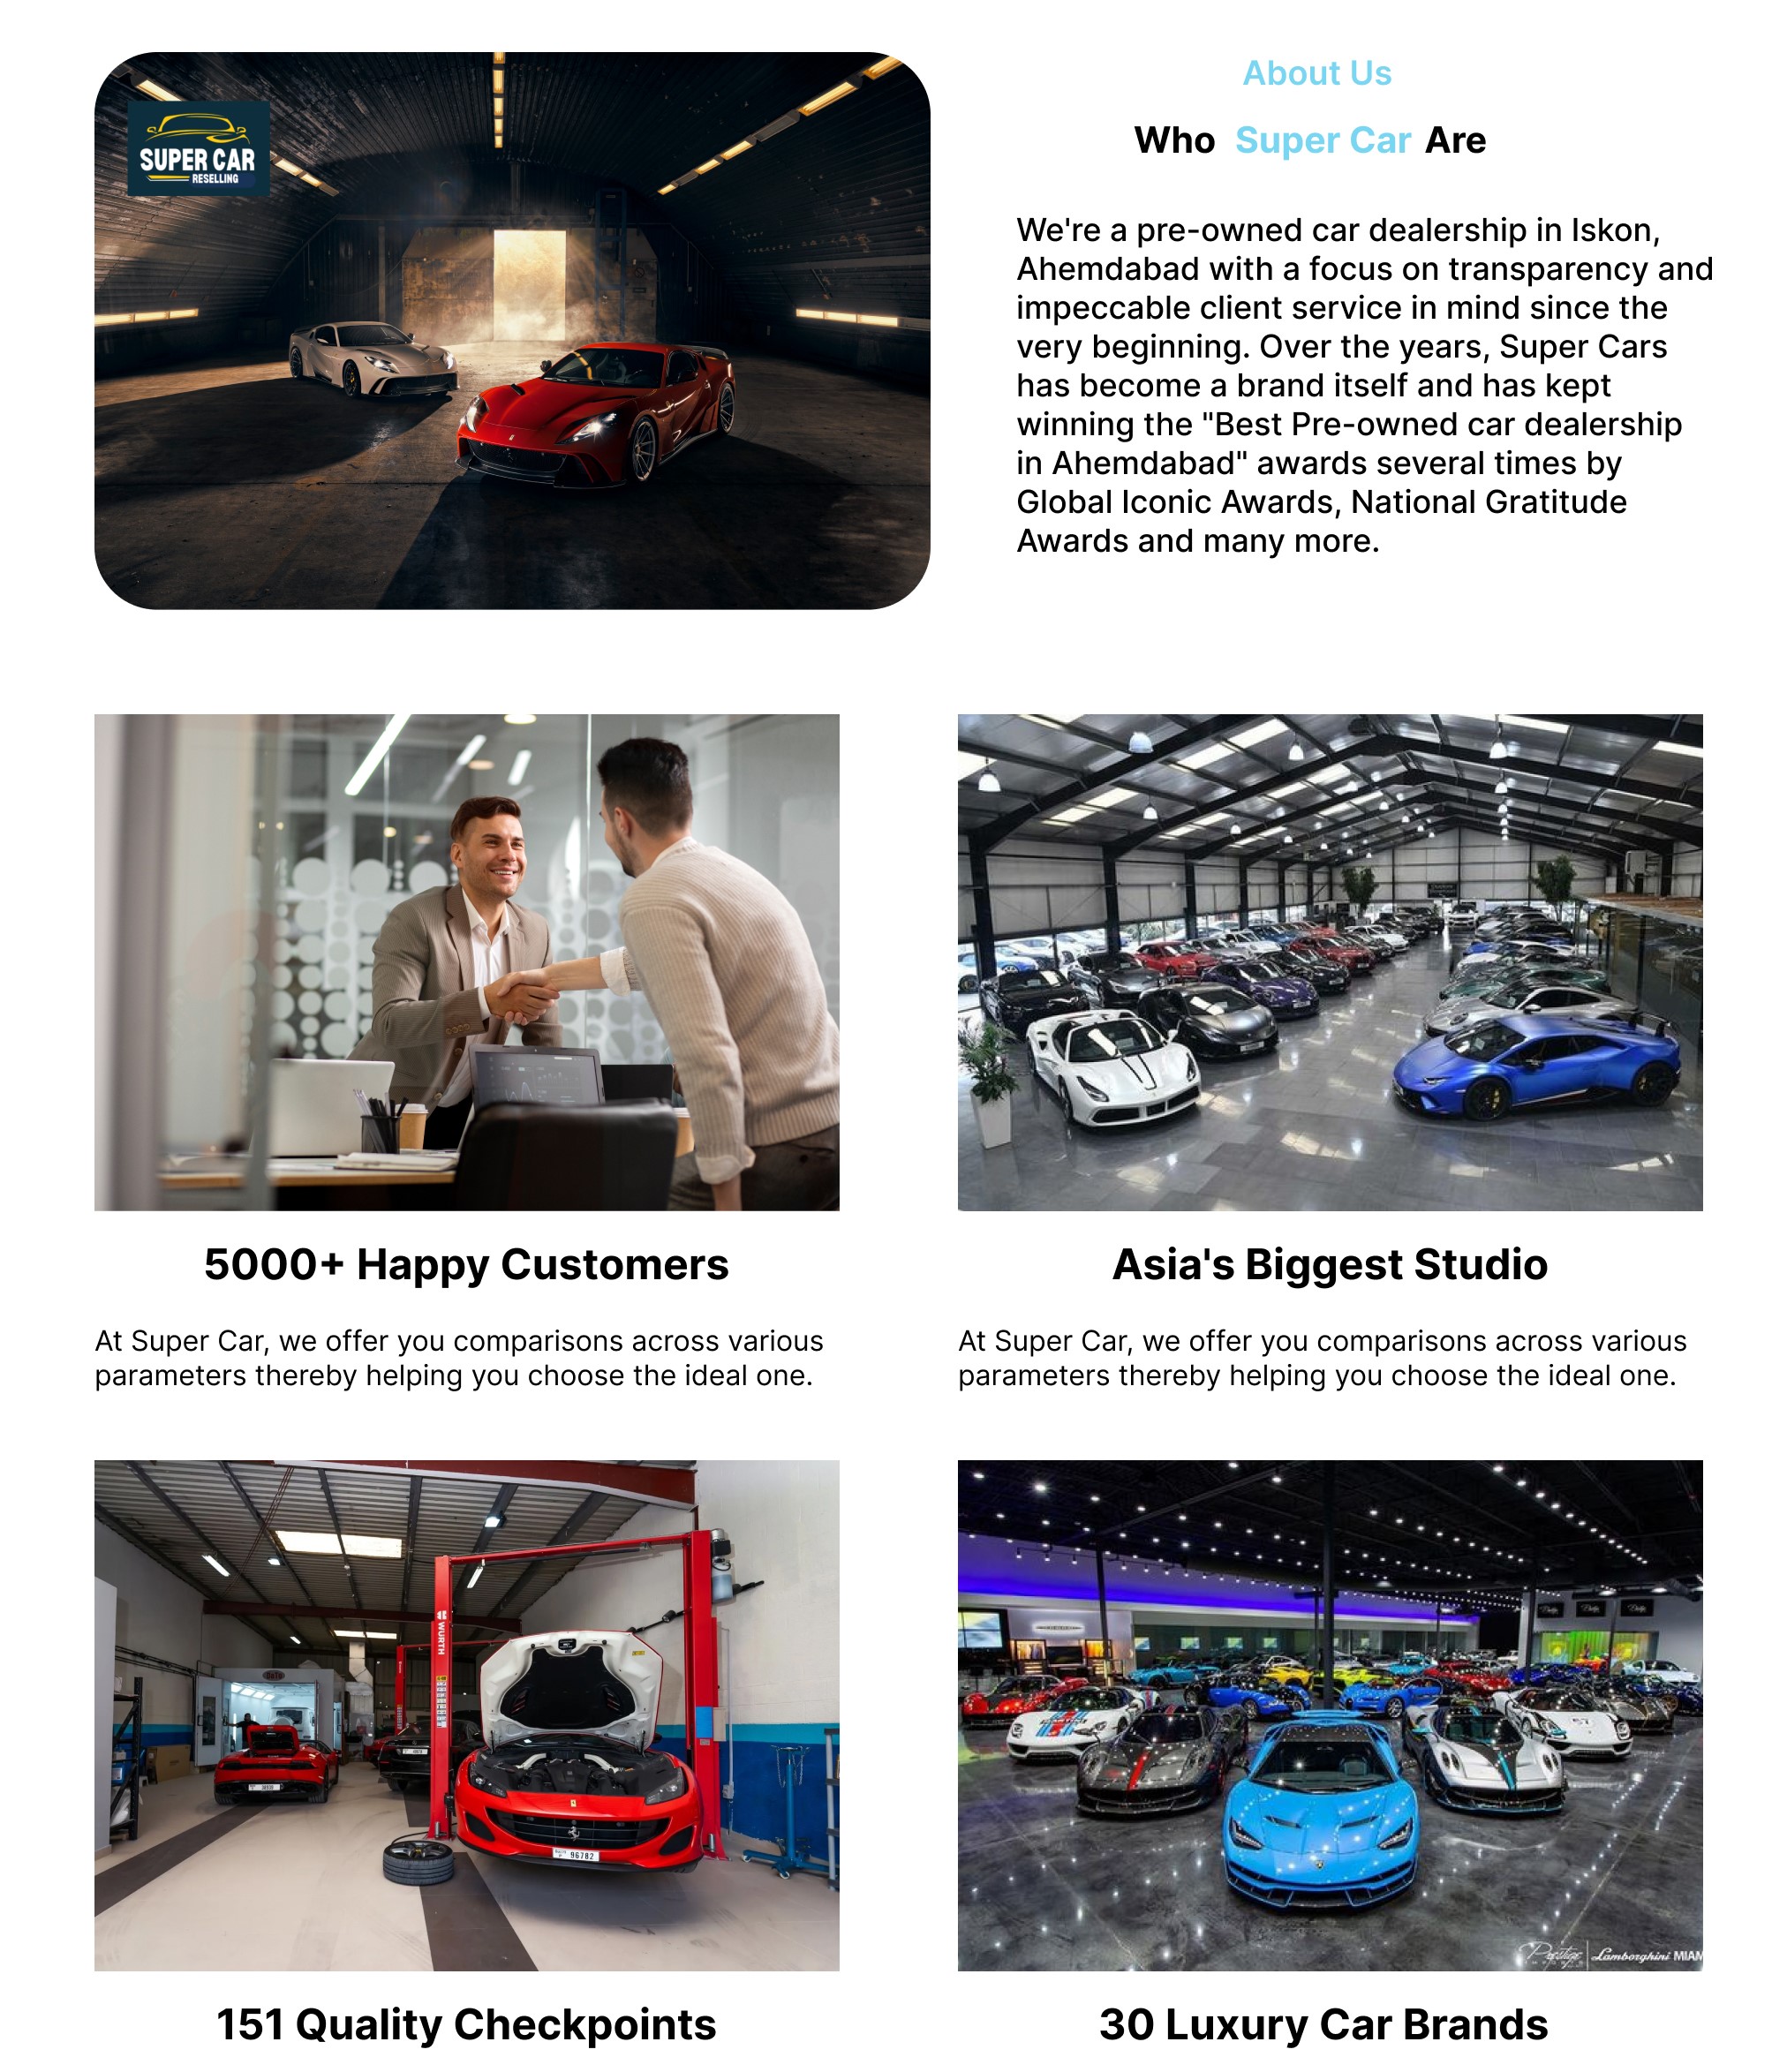 SUPER CAR
RESELLING
About Us
Who Super Car Are
We're a pre-owned car dealership in Iskon,
Ahemdabad with a focus on transparency and
impeccable client service in mind since the
very beginning. Over the years, Super Cars
has become a brand itself and has kept
winning the "Best Pre-owned car dealership
in Ahemdabad" awards several times by
Global Iconic Awards, National Gratitude
Awards and many more.
5000+ Happy Customers
At Super Car, we offer you comparisons across various
parameters thereby helping you choose the ideal one.
Asia's Biggest Studio
At Super Car, we offer you comparisons across various
parameters thereby helping you choose the ideal one.
WURTH
96782
151 Quality Checkpoints
Prestige
IMPORTS
Lamborghini MIAM
30 Luxury Car Brands